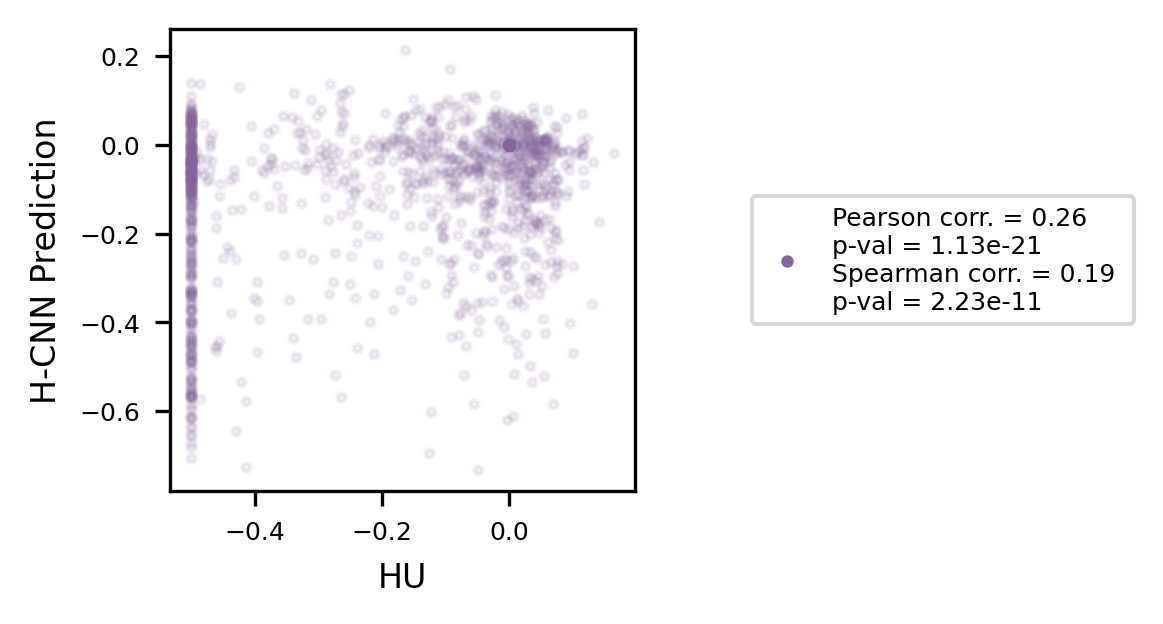 0.2
0.0
−0.2
−0.4
−0.6
H-CNN Prediction
−0.4
−0.2
0.0
HU
Pearson corr. = 0.26
p-val = 1.13e-21
Spearman corr. = 0.19
p-val = 2.23e-11